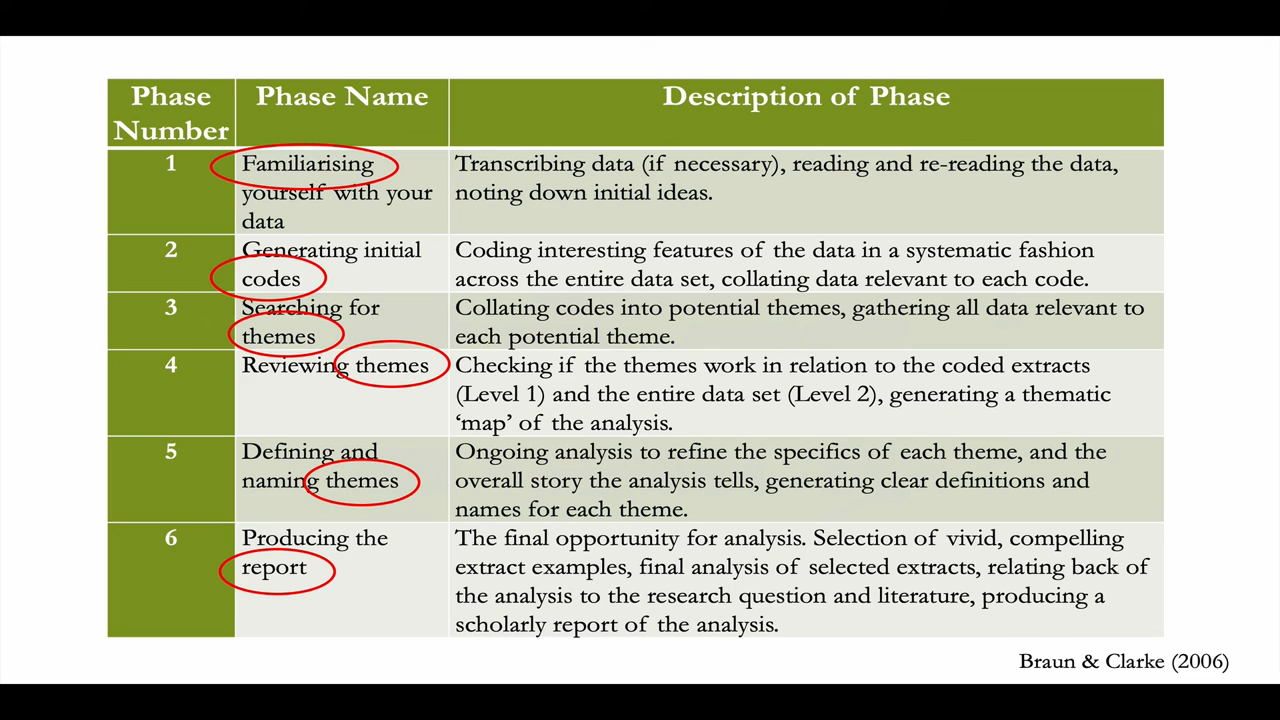 Phase Number
Phase Name
Description of Phase
1
Familiarising
yourself with your
data
Transcribing data (if necessary), reading and re-reading the data,
noting down initial ideas.
2
Generating initial
codes
Coding interesting features of the data in a systematic fashion
across the entire data set, collating data relevant to each code.
3
Searching for
themes
Collating codes into potential themes, gathering all data relevant to
each potential theme.
4
Reviewing themes
Checking if the themes work in relation to the coded extracts
(Level 1) and the entire data set (Level 2), generating a thematic
‘map’ of the analysis.
5
Defining and
naming themes
Ongoing analysis to refine the specifics of each theme, and the
overall story the analysis tells, generating clear definitions and
names for each theme.
6
Producing the
report
The final opportunity for analysis. Selection of vivid, compelling
extract examples, final analysis of selected extracts, relating back of
the analysis to the research question and literature, producing a
scholarly report of the analysis.
Braun & Clarke (2006)